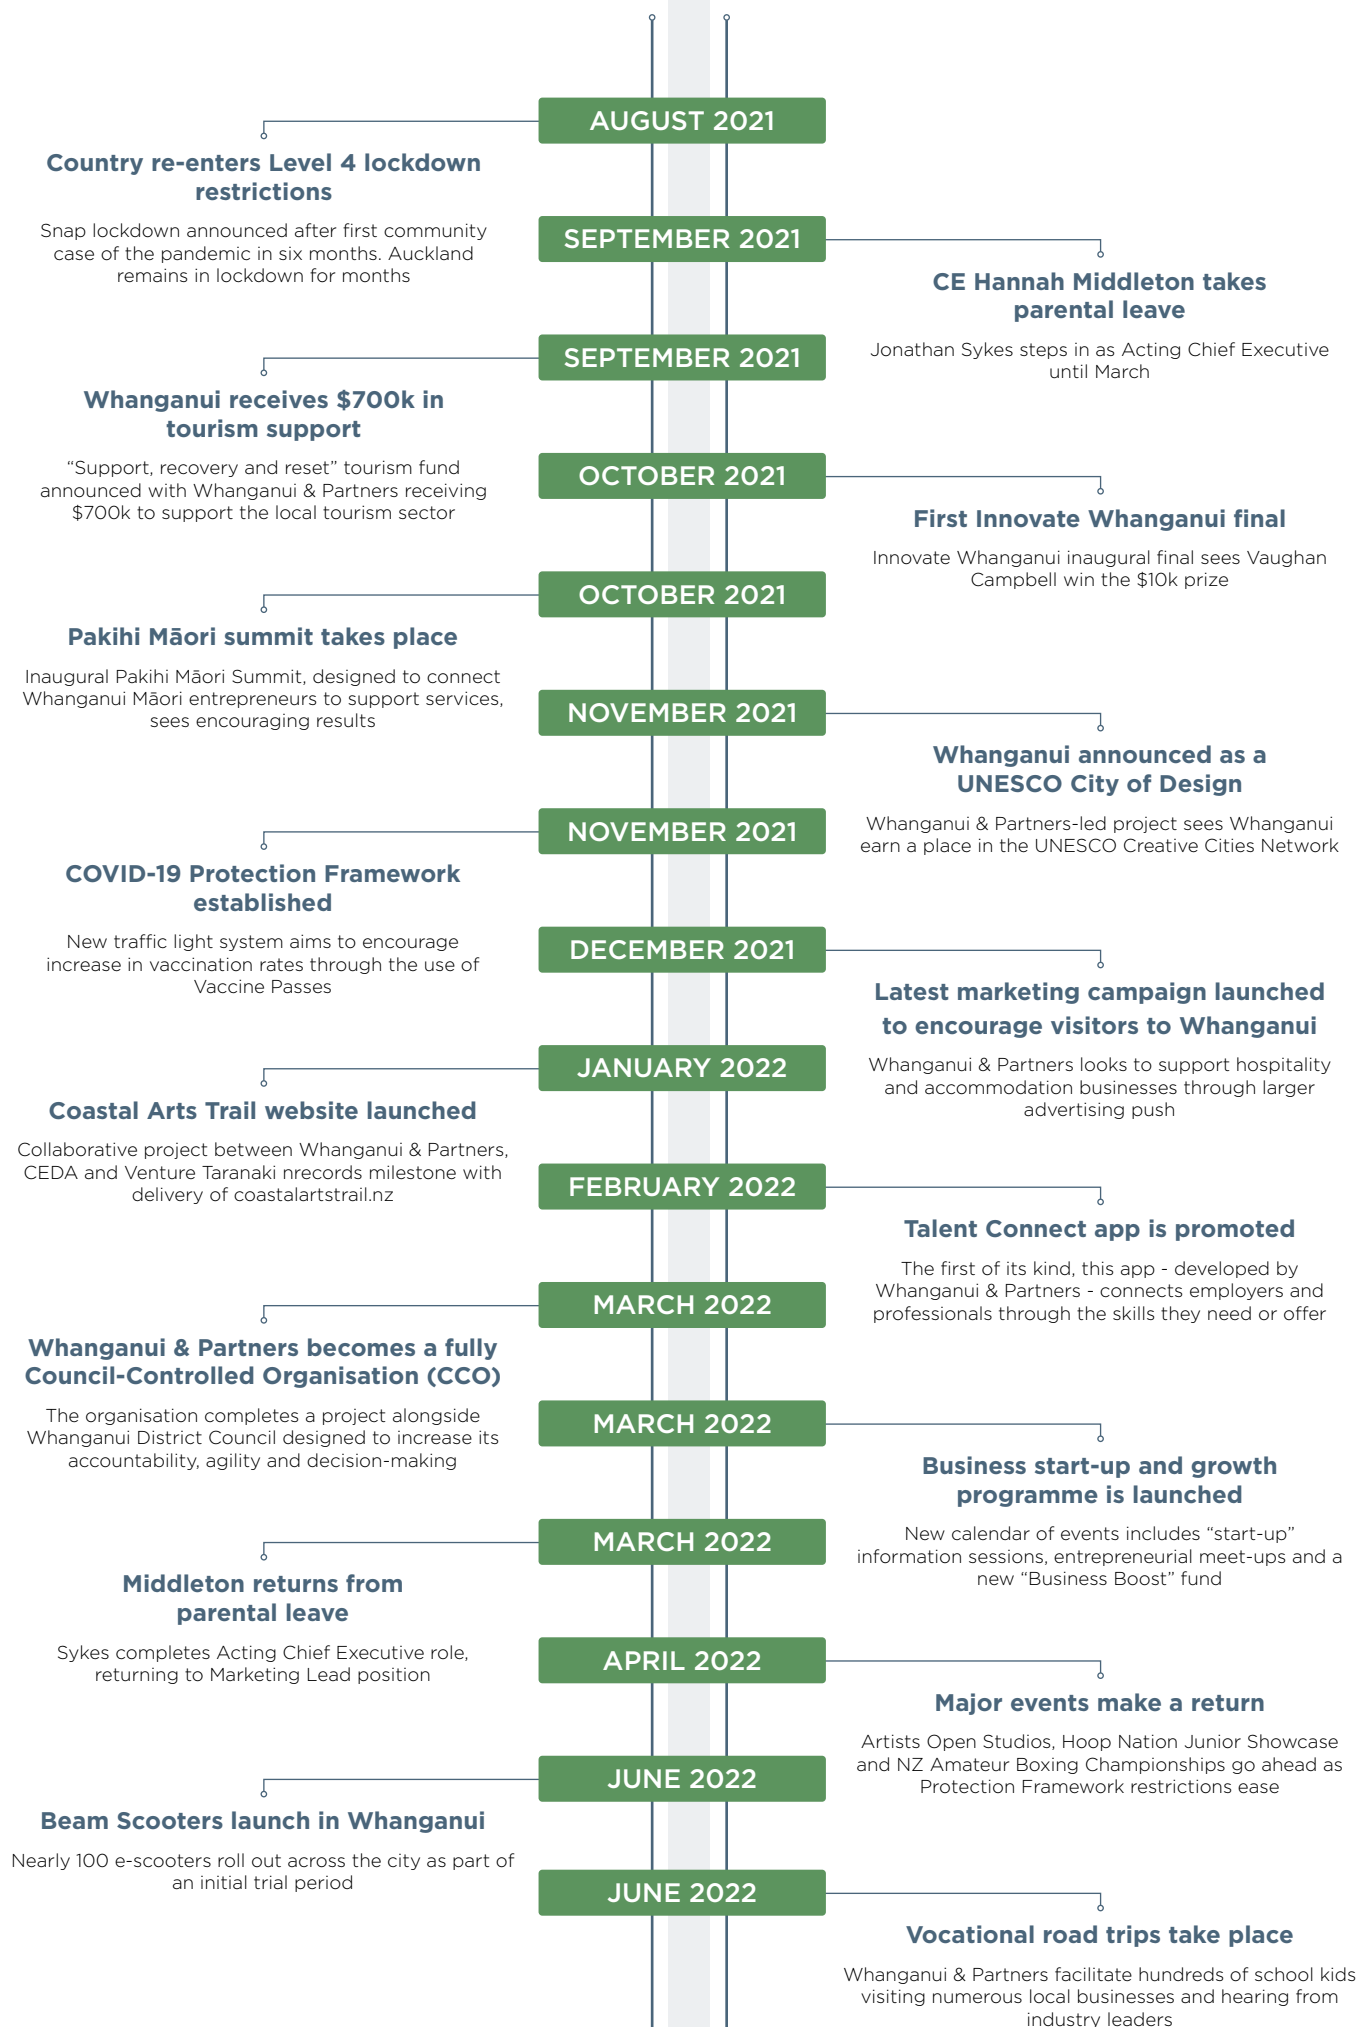 AUGUST 2021
Country re-enters Level 4 lockdown
restrictions
Snap lockdown announced after first community
case of the pandemic in six months. Auckland
remains in lockdown for months
SEPTEMBER 2021
CE Hannah Middleton takes
parental leave
Jonathan Sykes steps in as Acting Chief Executive
until March
SEPTEMBER 2021
Whanganui receives $700k in
tourism support
“Support, recovery and reset” tourism fund
announced with Whanganui & Partners receiving
$700k to support the local tourism sector
OCTOBER 2021
First Innovate Whanganui final
Innovate Whanganui inaugural final sees Vaughan
Campbell win the $10k prize
OCTOBER 2021
Pakihi Māori summit takes place
Inaugural Pakihi Māori Summit, designed to connect
Whanganui Māori entrepreneurs to support services,
sees encouraging results
NOVEMBER 2021
Whanganui announced as a
UNESCO City of Design
Whanganui & Partners-led project sees Whanganui
earn a place in the UNESCO Creative Cities Network
NOVEMBER 2021
COVID-19 Protection Framework
established
New traffic light system aims to encourage
increase in vaccination rates through the use of
Vaccine Passes
DECEMBER 2021
Latest marketing campaign launched
to encourage visitors to Whanganui
Whanganui & Partners looks to support hospitality
and accommodation businesses through larger
advertising push
JANUARY 2022
Coastal Arts Trail website launched
Collaborative project between Whanganui & Partners,
CEDA and Venture Taranaki nrecords milestone with
delivery of coastalartstrail.nz
FEBRUARY 2022
Talent Connect app is promoted
The first of its kind, this app - developed by
Whanganui & Partners - connects employers and
professionals through the skills they need or offer
MARCH 2022
Whanganui & Partners becomes a fully
Council-Controlled Organisation (CCO)
The organisation completes a project alongside
Whanganui District Council designed to increase its
accountability, agility and decision-making
MARCH 2022
Business start-up and growth
programme is launched
New calendar of events includes “start-up”
information sessions, entrepreneurial meet-ups and a
new “Business Boost” fund
MARCH 2022
Middleton returns from
parental leave
Sykes completes Acting Chief Executive role,
returning to Marketing Lead position
APRIL 2022
Major events make a return
Artists Open Studios, Hoop Nation Junior Showcase
and NZ Amateur Boxing Championships go ahead as
Protection Framework restrictions ease
JUNE 2022
Beam Scooters launch in Whanganui
Nearly 100 e-scooters roll out across the city as part of
an initial trial period
JUNE 2022
Vocational road trips take place
Whanganui & Partners facilitate hundreds of school kids
visiting numerous local businesses and hearing from
industry leaders